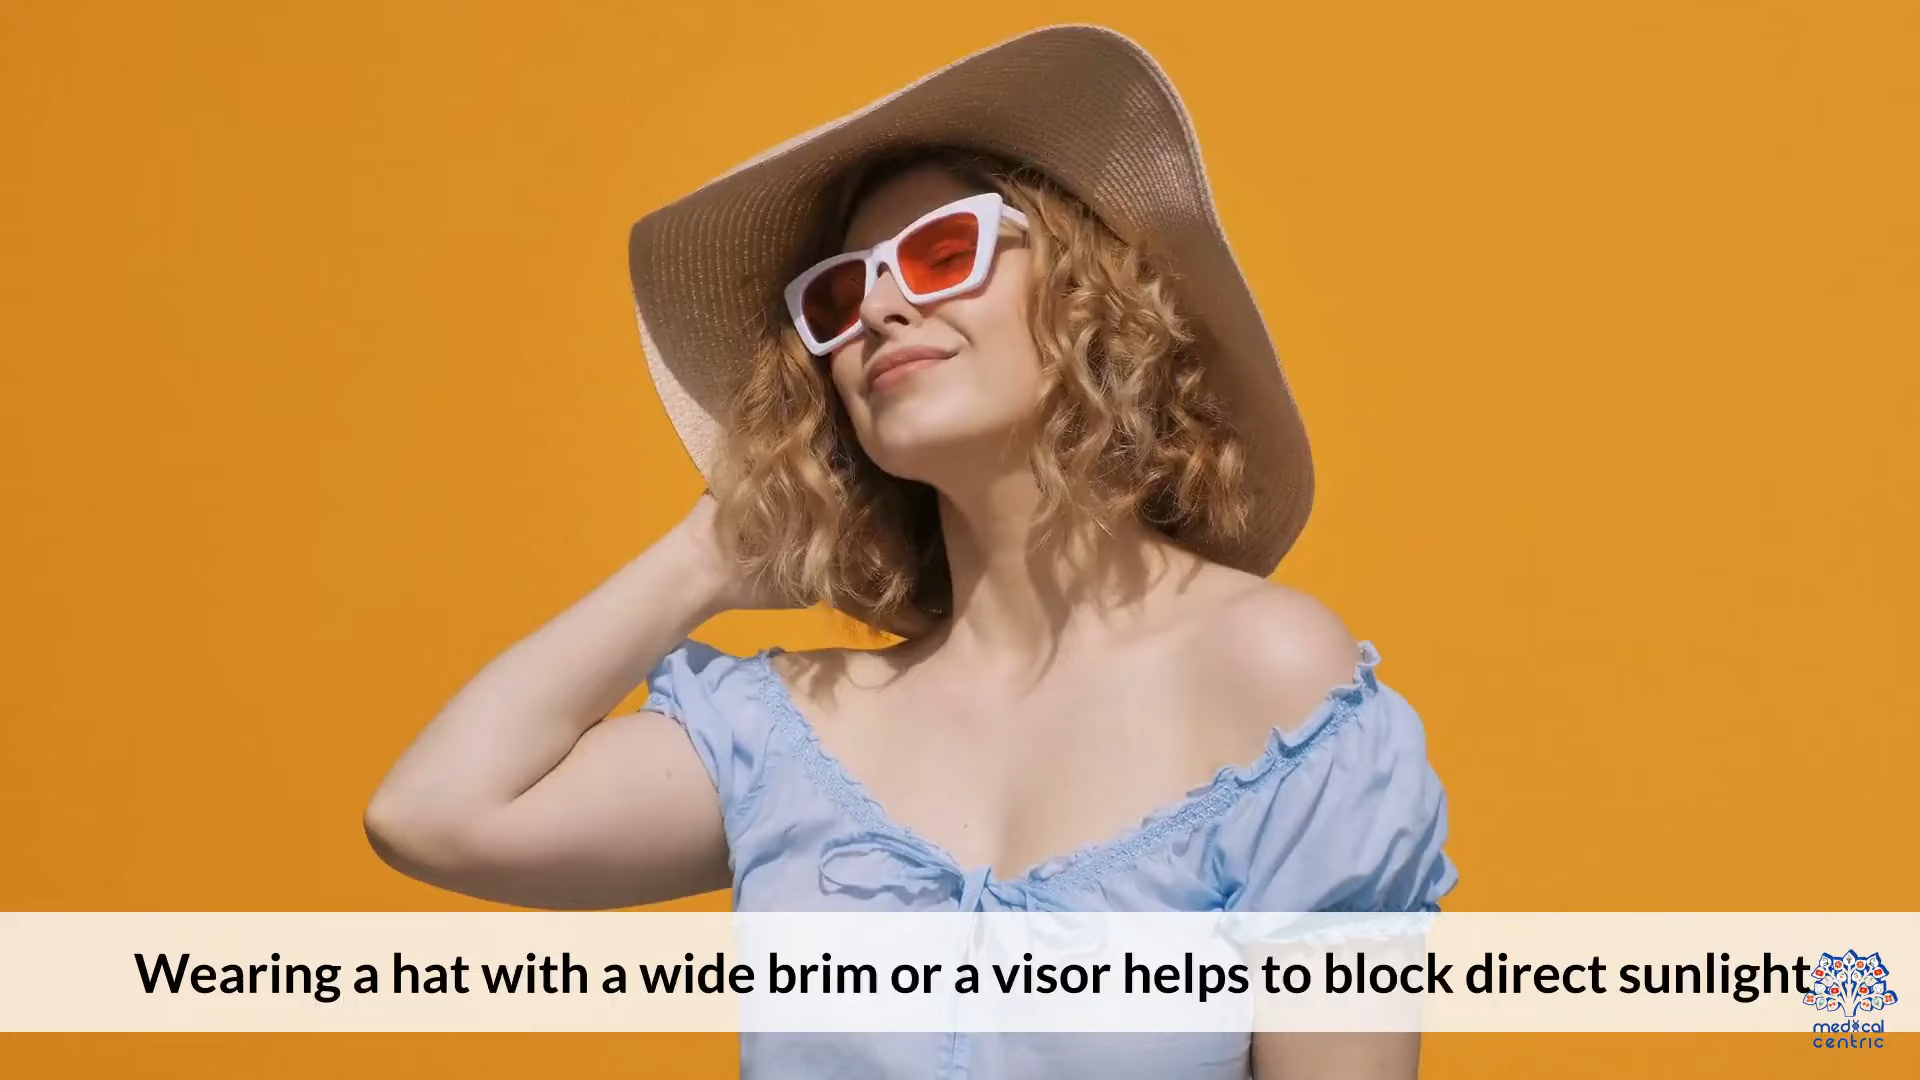 Wearing a hat with a wide brim or a visor helps to block direct sunlight
medical
centric